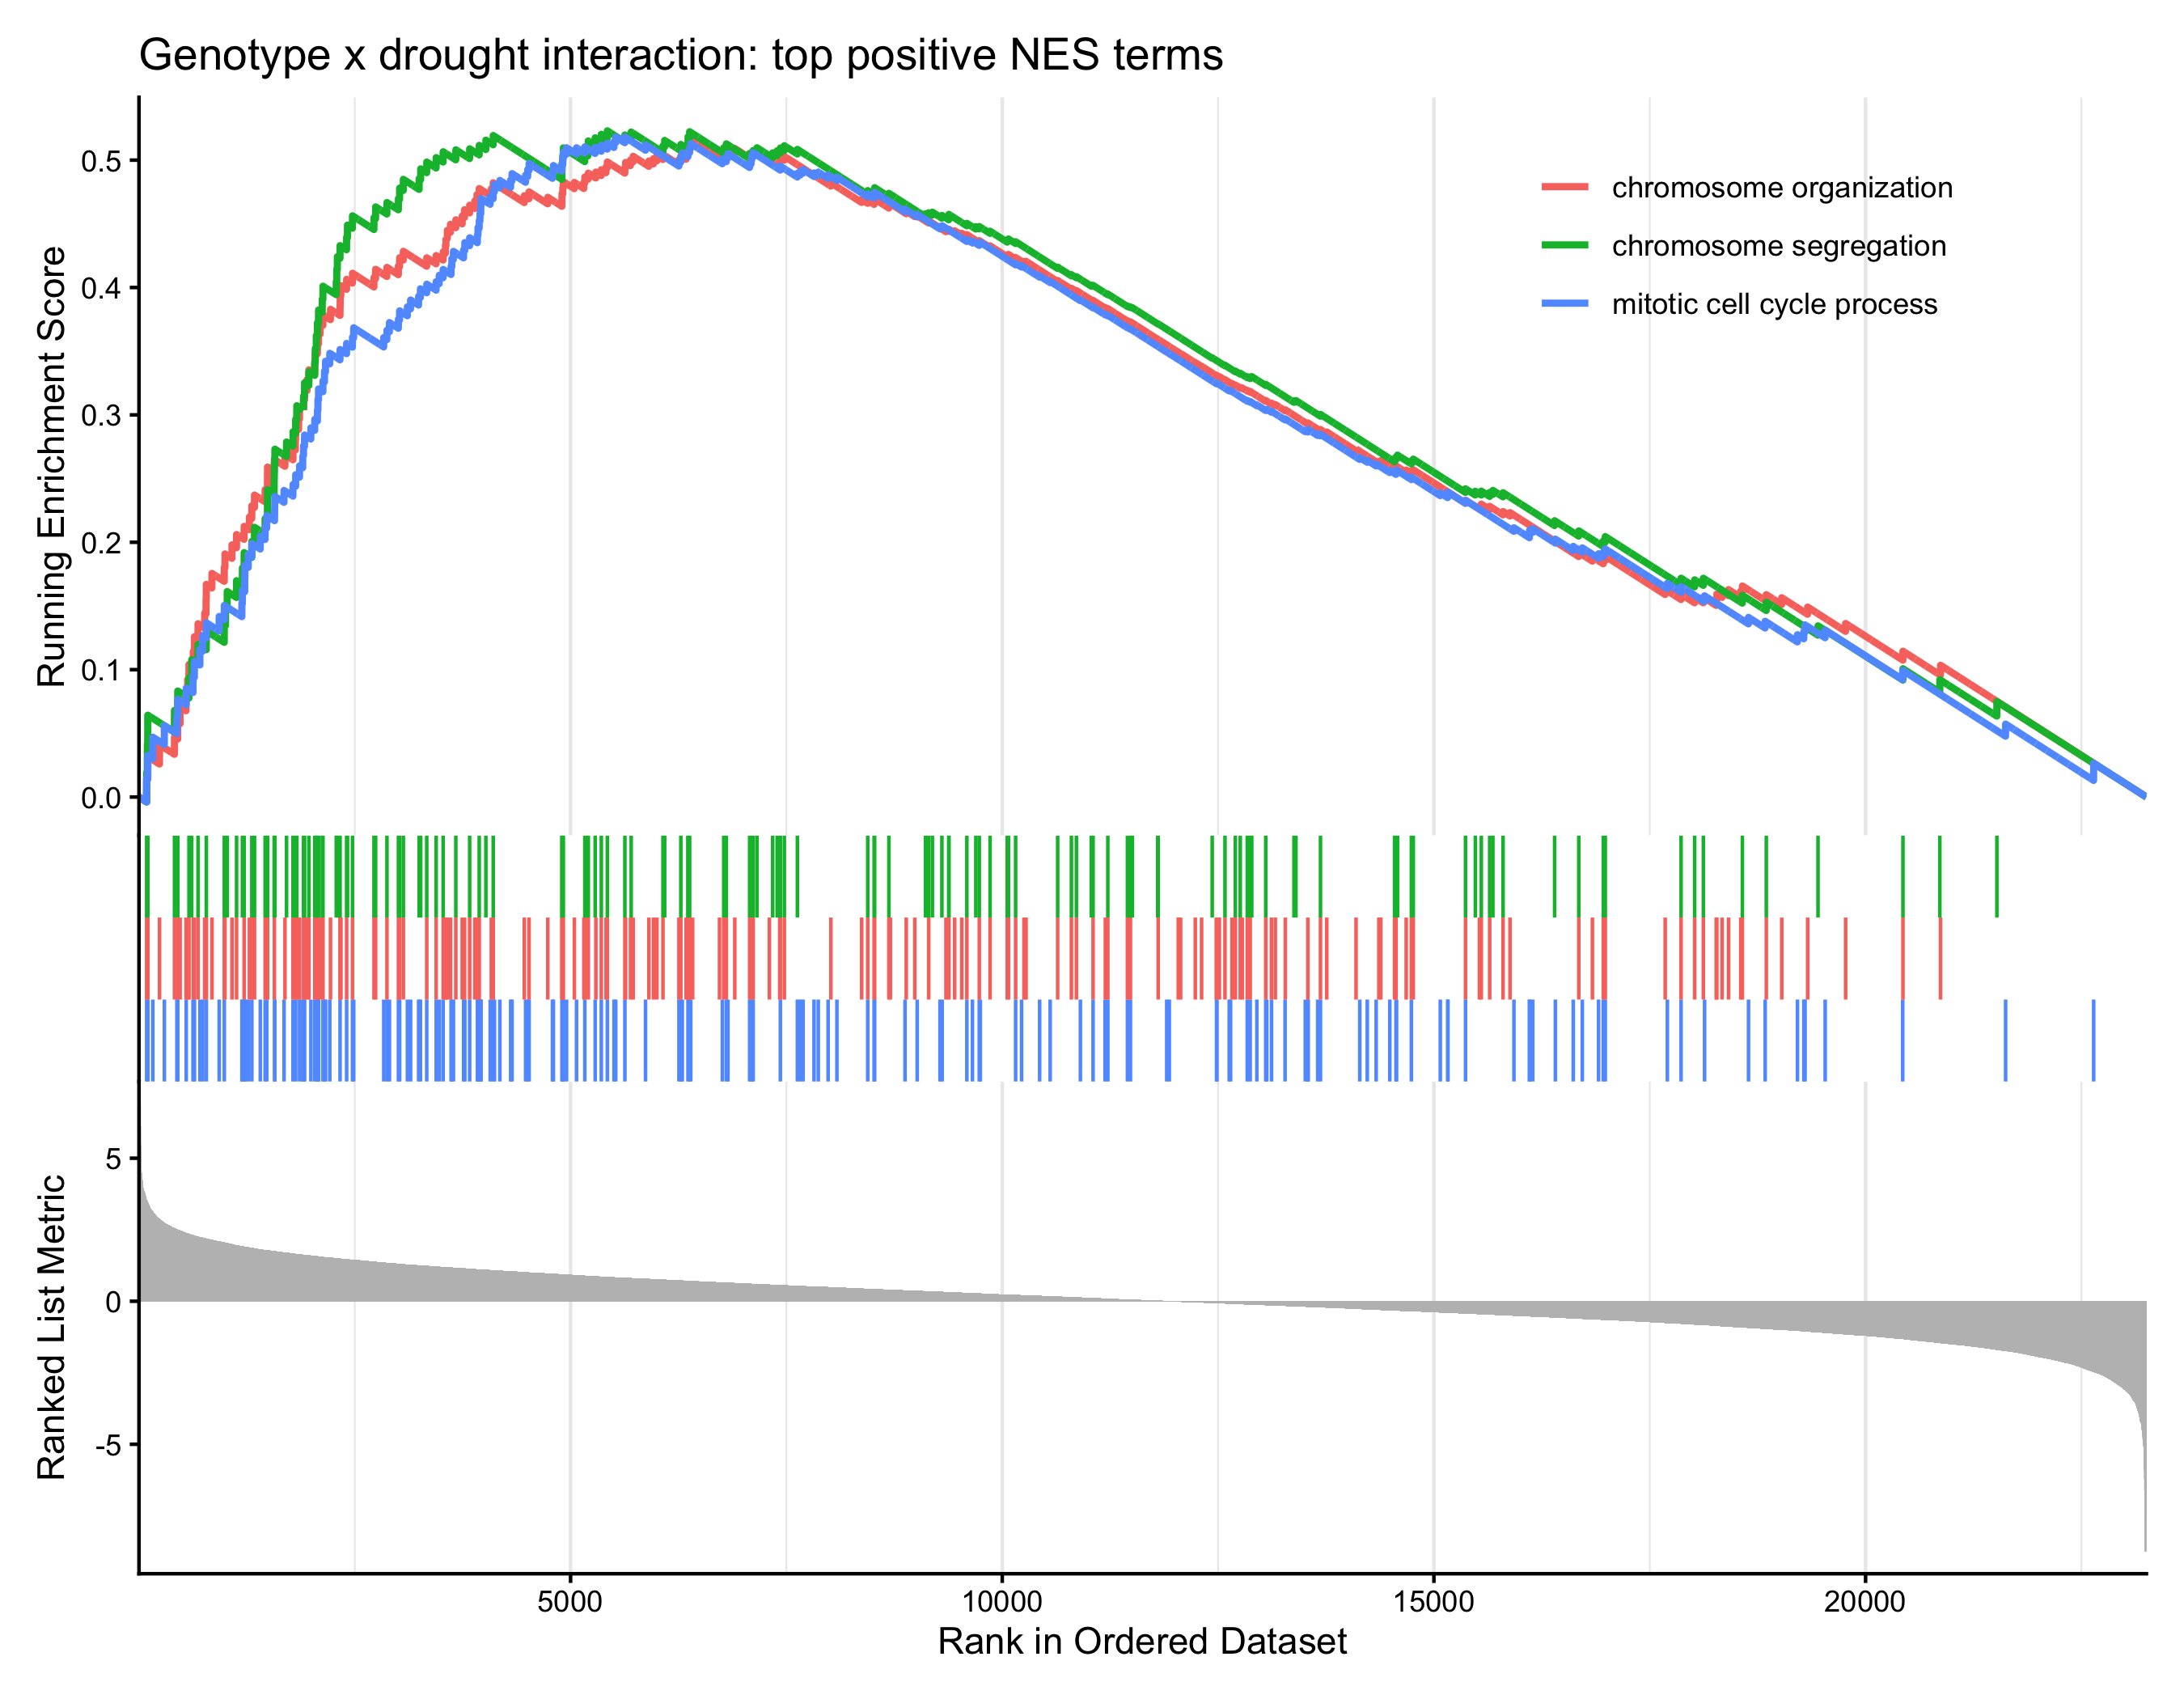 Genotype x drought interaction: top positive NES terms
Running Enrichment Score
0.5
0.4
0.3
0.2
0.1
0.0
chromosome organization
chromosome segregation
mitotic cell cycle process
Ranked List Metric
5
0
-5
5000
10000
15000
20000
Rank in Ordered Dataset